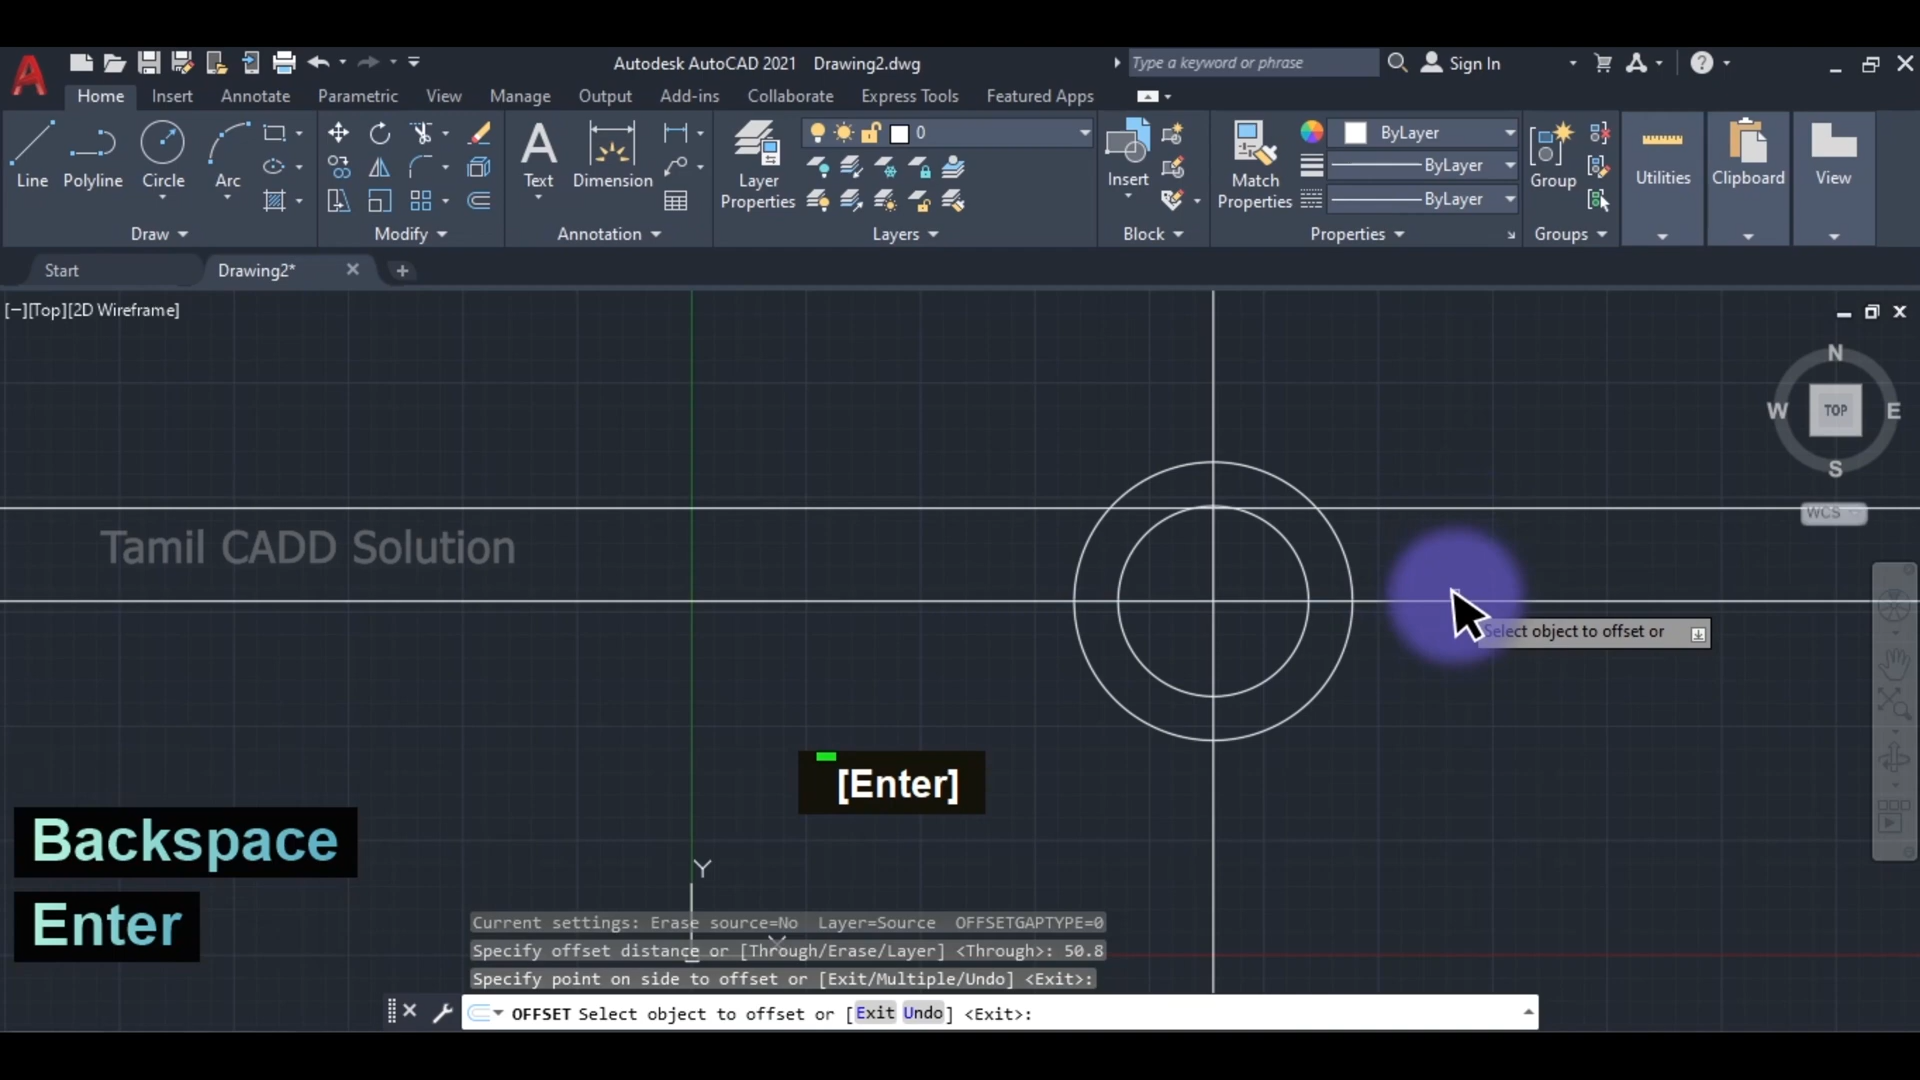 Autodesk AutoCAD 2021 Drawing2.dwg
Type a keyword or phrase
Sign In
Home Insert Annotate Parametric View Manage Output Add-ins Collaborate Express Tools Featured Apps
0
ByLayer
ByLayer
ByLayer
Line Polyline Circle Arc
Text Dimension
Layer
Properties
Insert
Match
Properties
Group
Utilities
Clipboard
View
Draw Modify Annotation Layers Block Properties Groups
Start Drawing2*
[−][Top][2D Wireframe]
N
W TOP E
S
WCS
Tamil CADD Solution
Select object to offset or
[Enter]
Backspace
Enter
Y
Current settings: Erase source=No Layer=Source OFFSETGAPTYPE=0
Specify offset distance or [Through/Erase/Layer] <Through>: 50.8
Specify point on side to offset or [Exit/Multiple/Undo] <Exit>:
OFFSET Select object to offset or [Exit Undo] <Exit>: